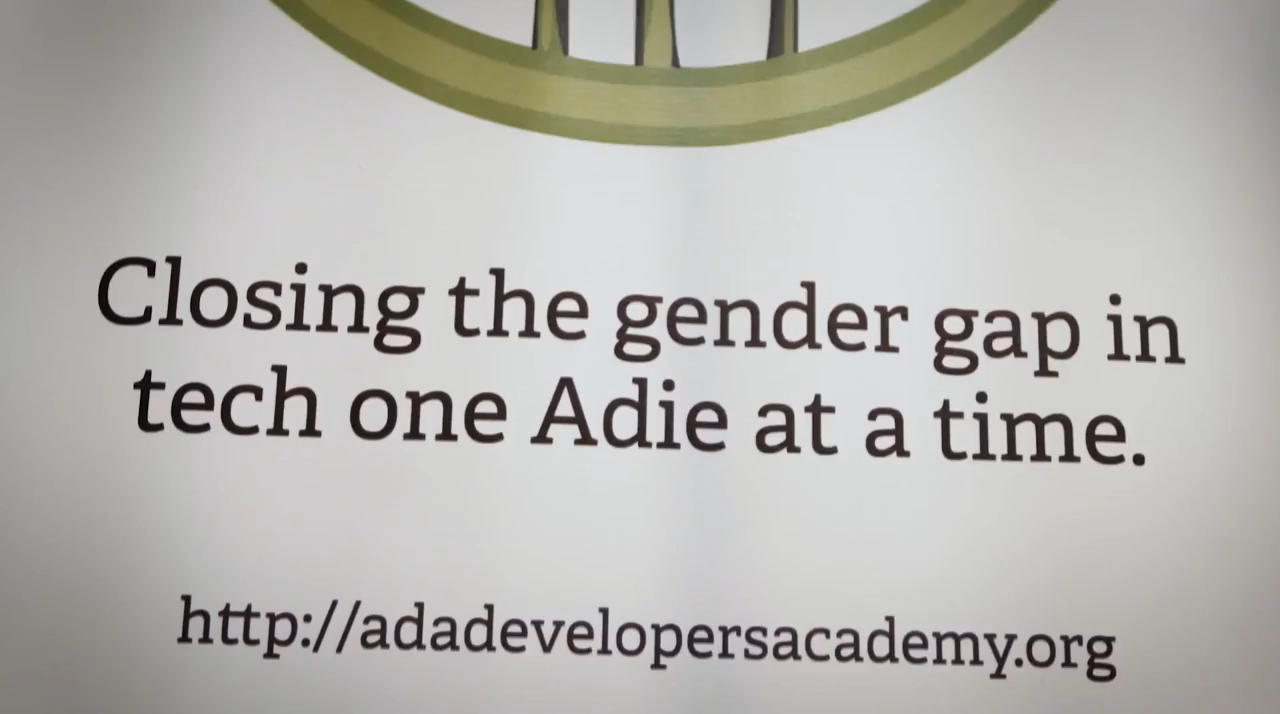 Closing the gender gap in
tech one Adie at a time.
http://adadevelopersacademy.org